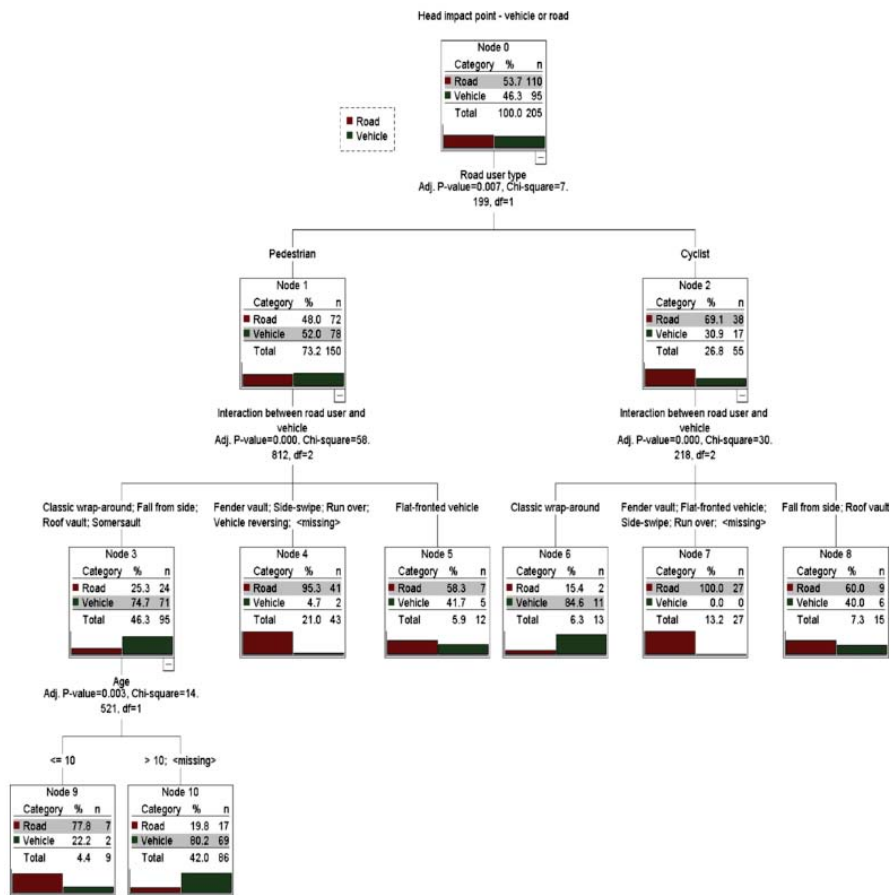 Head impact point - vehicle or road
Node 0
Category % n
Road 53.7 110
Vehicle 46.3 95
Total 100.0 205
Road
Vehicle
Road user type
Adj. P-value=0.007, Chi-square=7.
199, df=1
Pedestrian
Cyclist
Node 1
Category % n
Road 48.0 72
Vehicle 52.0 78
Total 73.2 150
Node 2
Category % n
Road 69.1 38
Vehicle 30.9 17
Total 26.8 55
Interaction between road user and
vehicle
Adj. P-value=0.000, Chi-square=58.
812, df=2
Interaction between road user and
vehicle
Adj. P-value=0.000, Chi-square=30.
218, df=2
Classic wrap-around; Fall from side;
Roof vault; Somersault
Fender vault; Side-swipe; Run over;
Vehicle reversing; <missing>
Flat-fronted vehicle
Classic wrap-around
Fender vault; Flat-fronted vehicle;
Side-swipe; Run over; <missing>
Fall from side; Roof vault
Node 3
Category % n
Road 25.3 24
Vehicle 74.7 71
Total 46.3 95
Node 4
Category % n
Road 95.3 41
Vehicle 4.7 2
Total 21.0 43
Node 5
Category % n
Road 58.3 7
Vehicle 41.7 5
Total 5.9 12
Node 6
Category % n
Road 15.4 2
Vehicle 84.6 11
Total 6.3 13
Node 7
Category % n
Road 100.0 27
Vehicle 0.0 0
Total 13.2 27
Node 8
Category % n
Road 60.0 9
Vehicle 40.0 6
Total 7.3 15
Age
Adj. P-value=0.003, Chi-square=14.
521, df=1
<= 10
> 10; <missing>
Node 9
Category % n
Road 77.8 7
Vehicle 22.2 2
Total 4.4 9
Node 10
Category % n
Road 19.8 17
Vehicle 80.2 69
Total 42.0 86